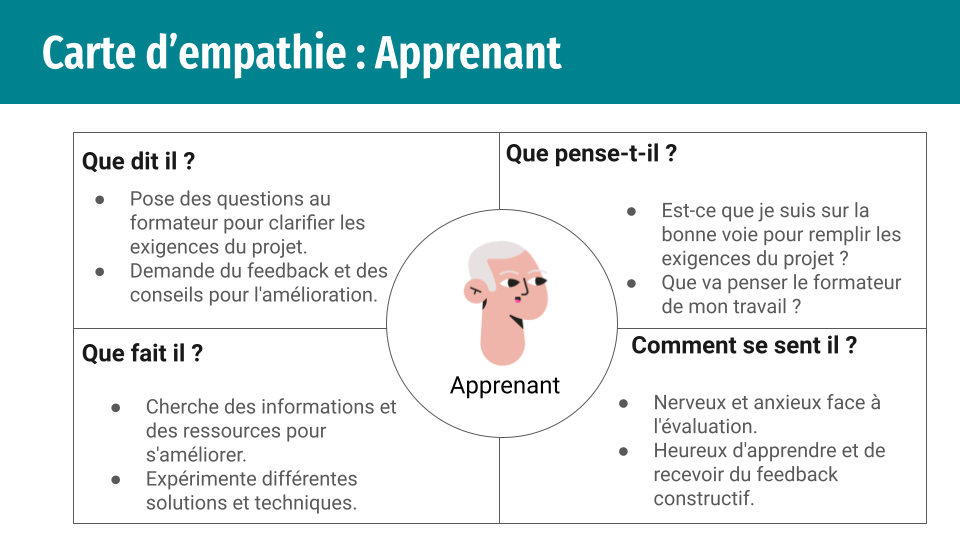 Carte d’empathie : Apprenant
Que dit il ?
● Pose des questions au
formateur pour clarifier les
exigences du projet.
● Demande du feedback et des
conseils pour l'amélioration.
Que pense-t-il ?
● Est-ce que je suis sur la
bonne voie pour remplir les
exigences du projet ?
● Que va penser le formateur
de mon travail ?
Apprenant
Que fait il ?
● Cherche des informations et
des ressources pour
s'améliorer.
● Expérimente différentes
solutions et techniques.
Comment se sent il ?
● Nerveux et anxieux face à
l'évaluation.
● Heureux d'apprendre et de
recevoir du feedback
constructif.